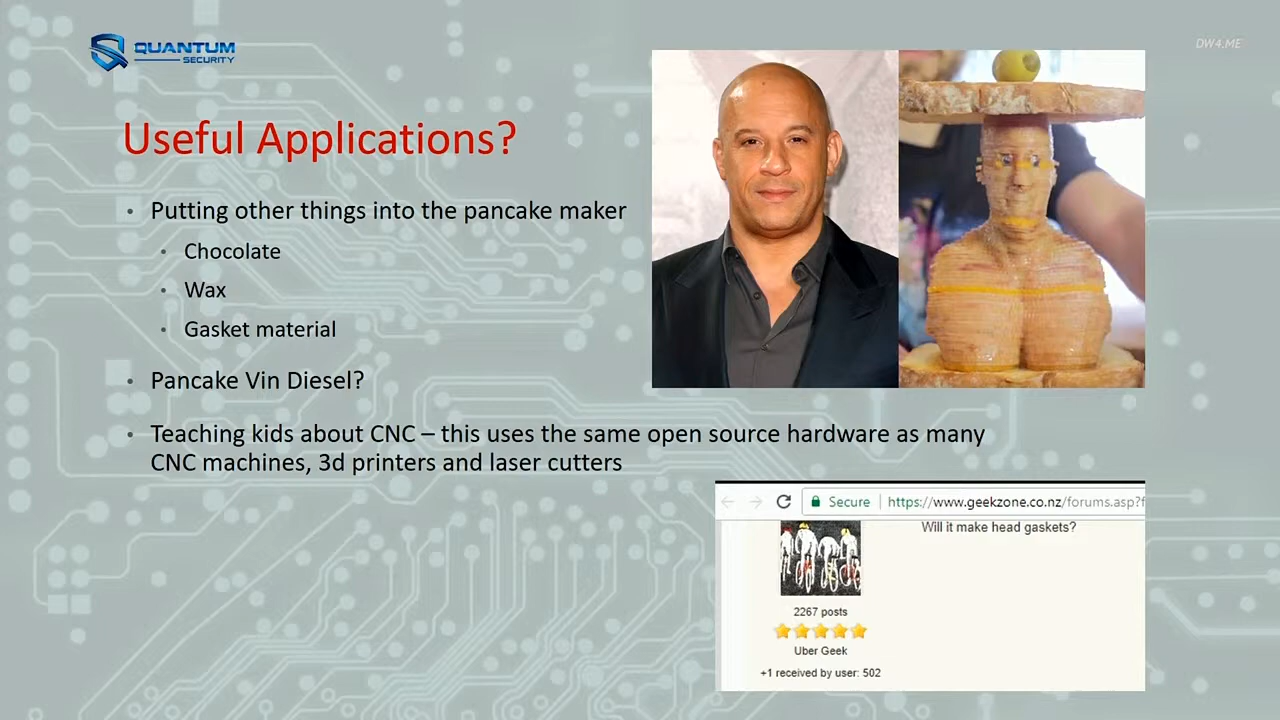 QUANTUM
SECURITY
DW4.ME
Useful Applications?
• Putting other things into the pancake maker
• Chocolate
• Wax
• Gasket material
• Pancake Vin Diesel?
• Teaching kids about CNC – this uses the same open source hardware as many
CNC machines, 3d printers and laser cutters
Secure | https://www.geekzone.co.nz/forums.asp?f
Will it make head gaskets?
2267 posts
Uber Geek
+1 received by user: 502